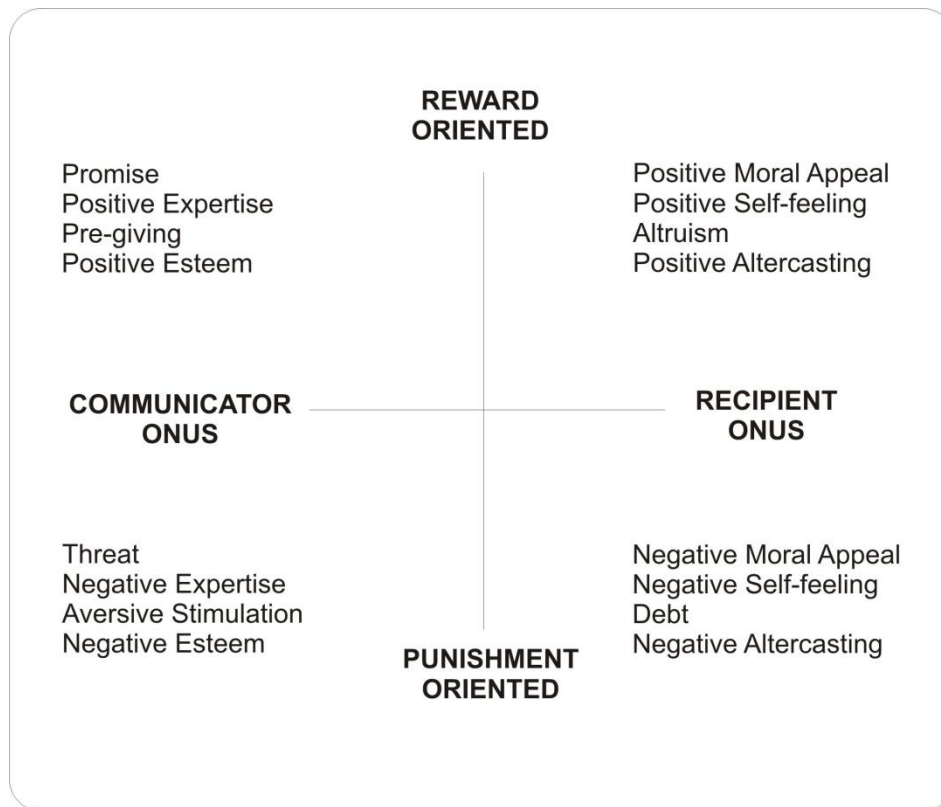 REWARD
ORIENTED
Promise
Positive Expertise
Pre-giving
Positive Esteem
Positive Moral Appeal
Positive Self-feeling
Altruism
Positive Altercasting
COMMUNICATOR
ONUS
RECIPIENT
ONUS
Threat
Negative Expertise
Aversive Stimulation
Negative Esteem
Negative Moral Appeal
Negative Self-feeling
Debt
Negative Altercasting
PUNISHMENT
ORIENTED